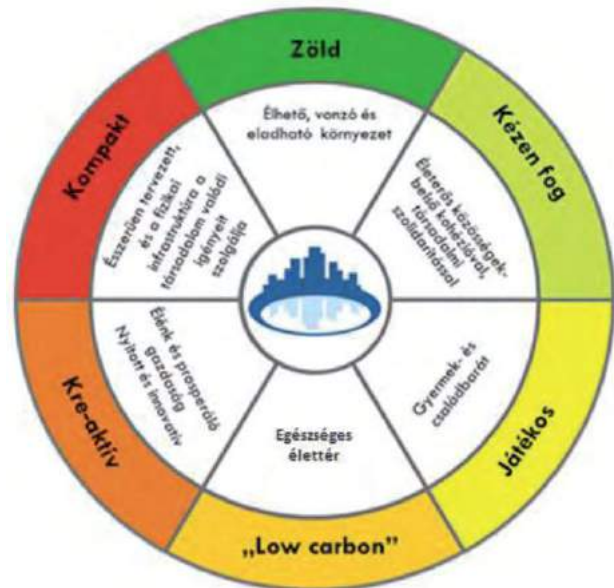 Zöld
Élhető, vonzó és
eladható környezet
Kézen fog
Életerős közösségek-
belső kohézióval,
társadalmi
szolidaritással
Játékos
Gyermek- és
családbarát
„Low carbon”
Egészséges
élettér
Kre-aktív
Élénk és prosperáló
gazdaság
Nyitott és innovatív
Kompakt
Ésszerűen tervezett,
és a fizikai
infrastruktúra a
társadalom valódi
igényeit
szolgálja